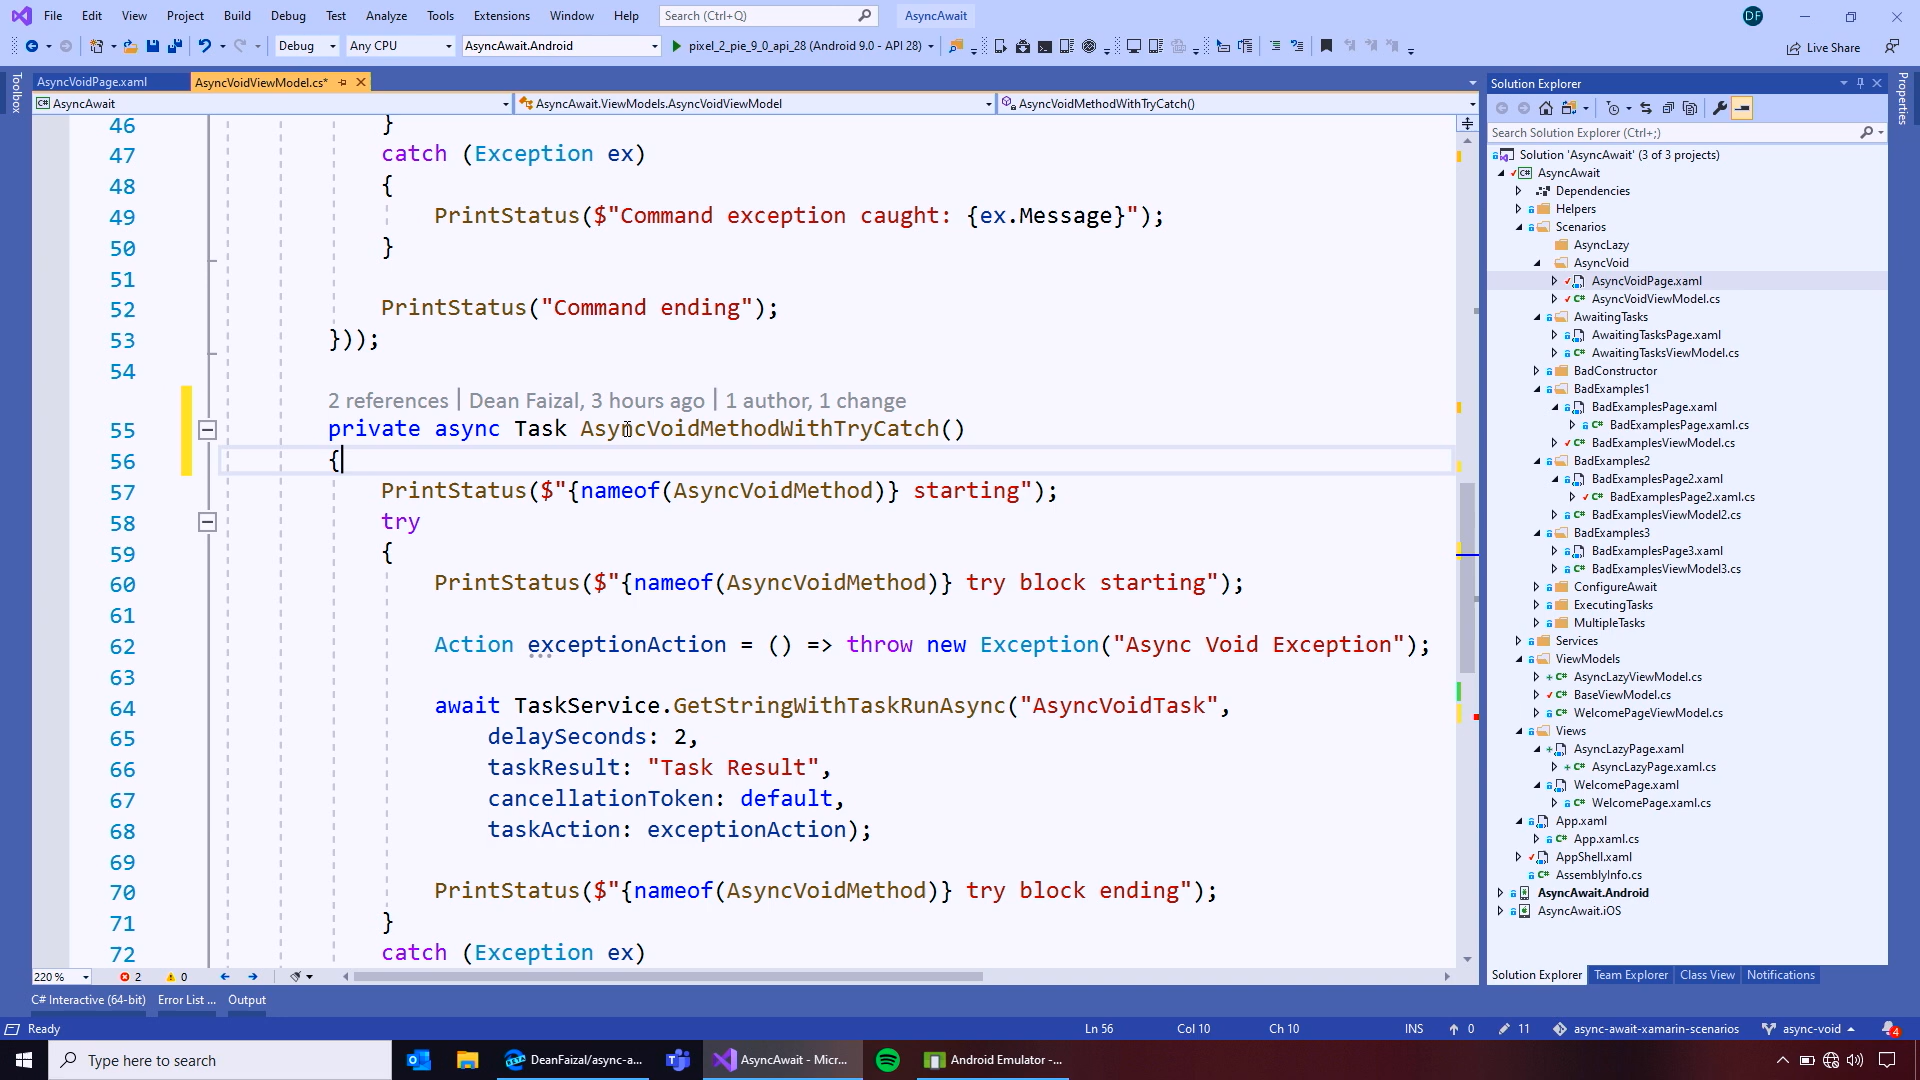 File Edit View Project Build Debug Test Analyze Tools Extensions Window Help Search (Ctrl+Q) AsyncAwait DF
Debug Any CPU AsyncAwait.Android pixel_2_pie_9_0_api_28 (Android 9.0 - API 28) Live Share
Toolbox
AsyncVoidPage.xaml AsyncVoidViewModel.cs*
AsyncAwait AsyncAwait.ViewModels.AsyncVoidViewModel AsyncVoidMethodWithTryCatch()
46 }
47 catch (Exception ex)
48 {
49 PrintStatus($"Command exception caught: {ex.Message}");
50 }
51
52 PrintStatus("Command ending");
53 }));
54
2 references | Dean Faizal, 3 hours ago | 1 author, 1 change
55 private async Task AsyncVoidMethodWithTryCatch()
56 {
57 PrintStatus($"{nameof(AsyncVoidMethod)} starting");
58 try
59 {
60 PrintStatus($"{nameof(AsyncVoidMethod)} try block starting");
61
62 Action exceptionAction = () => throw new Exception("Async Void Exception");
63
64 await TaskService.GetStringWithTaskRunAsync("AsyncVoidTask",
65 delaySeconds: 2,
66 taskResult: "Task Result",
67 cancellationToken: default,
68 taskAction: exceptionAction);
69
70 PrintStatus($"{nameof(AsyncVoidMethod)} try block ending");
71 }
72 catch (Exception ex)
220 % 2 0
Solution Explorer
Search Solution Explorer (Ctrl+;)
Solution 'AsyncAwait' (3 of 3 projects)
AsyncAwait
Dependencies
Helpers
Scenarios
AsyncLazy
AsyncVoid
AsyncVoidPage.xaml
AsyncVoidViewModel.cs
AwaitingTasks
AwaitingTasksPage.xaml
AwaitingTasksViewModel.cs
BadConstructor
BadExamples1
BadExamplesPage.xaml
BadExamplesPage.xaml.cs
BadExamplesViewModel.cs
BadExamples2
BadExamplesPage2.xaml
BadExamplesPage2.xaml.cs
BadExamplesViewModel2.cs
BadExamples3
BadExamplesPage3.xaml
BadExamplesViewModel3.cs
ConfigureAwait
ExecutingTasks
MultipleTasks
Services
ViewModels
AsyncLazyViewModel.cs
BaseViewModel.cs
WelcomePageViewModel.cs
Views
AsyncLazyPage.xaml
AsyncLazyPage.xaml.cs
WelcomePage.xaml
WelcomePage.xaml.cs
App.xaml
App.xaml.cs
AppShell.xaml
AssemblyInfo.cs
AsyncAwait.Android
AsyncAwait.iOS
Solution Explorer Team Explorer Class View Notifications
Properties
C# Interactive (64-bit) Error List ... Output
Ready Ln 56 Col 10 Ch 10 INS 0 11 async-await-xamarin-scenarios async-void 4
Type here to search DeanFaizal/async-a... AsyncAwait - Micr... Android Emulator -...